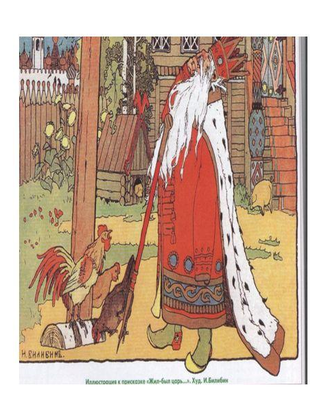 И. БИЛИБИНЪ.
Иллюстрация к присказке «Жил-был царь...». Худ. И.Билибин